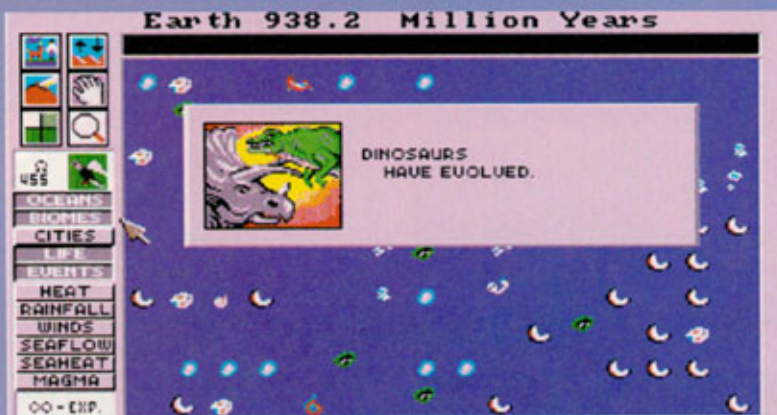 Earth 938.2 Million Years
DINOSAURS
HAVE EVOLVED.
455
OCEANS
BIOMES
CITIES
LIFE
EVENTS
HEAT
RAINFALL
WINDS
SEAFLOW
SEAHEAT
MAGMA
∞ - EXP.